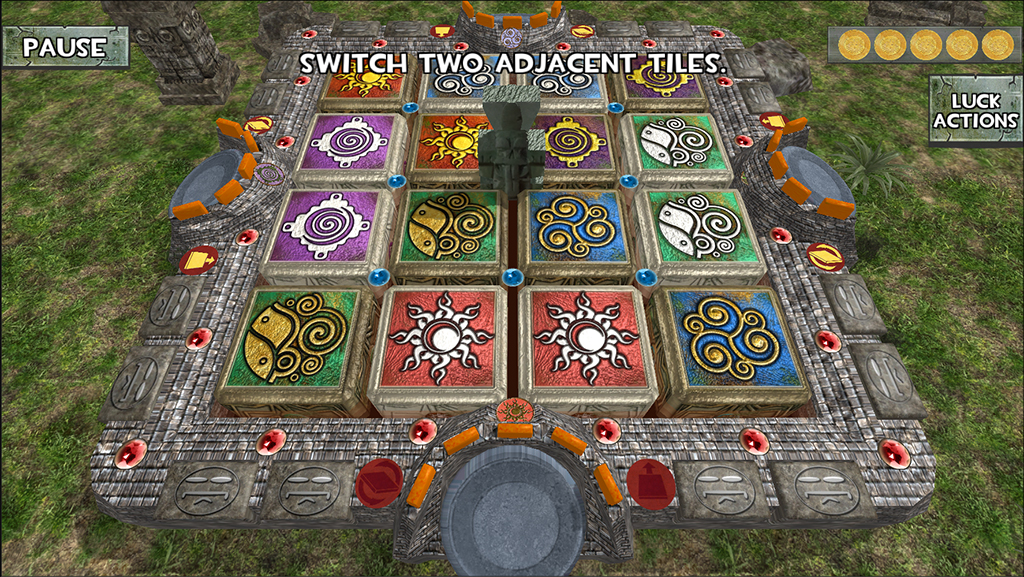 PAUSE
SWITCH TWO ADJACENT TILES.
LUCK
ACTIONS